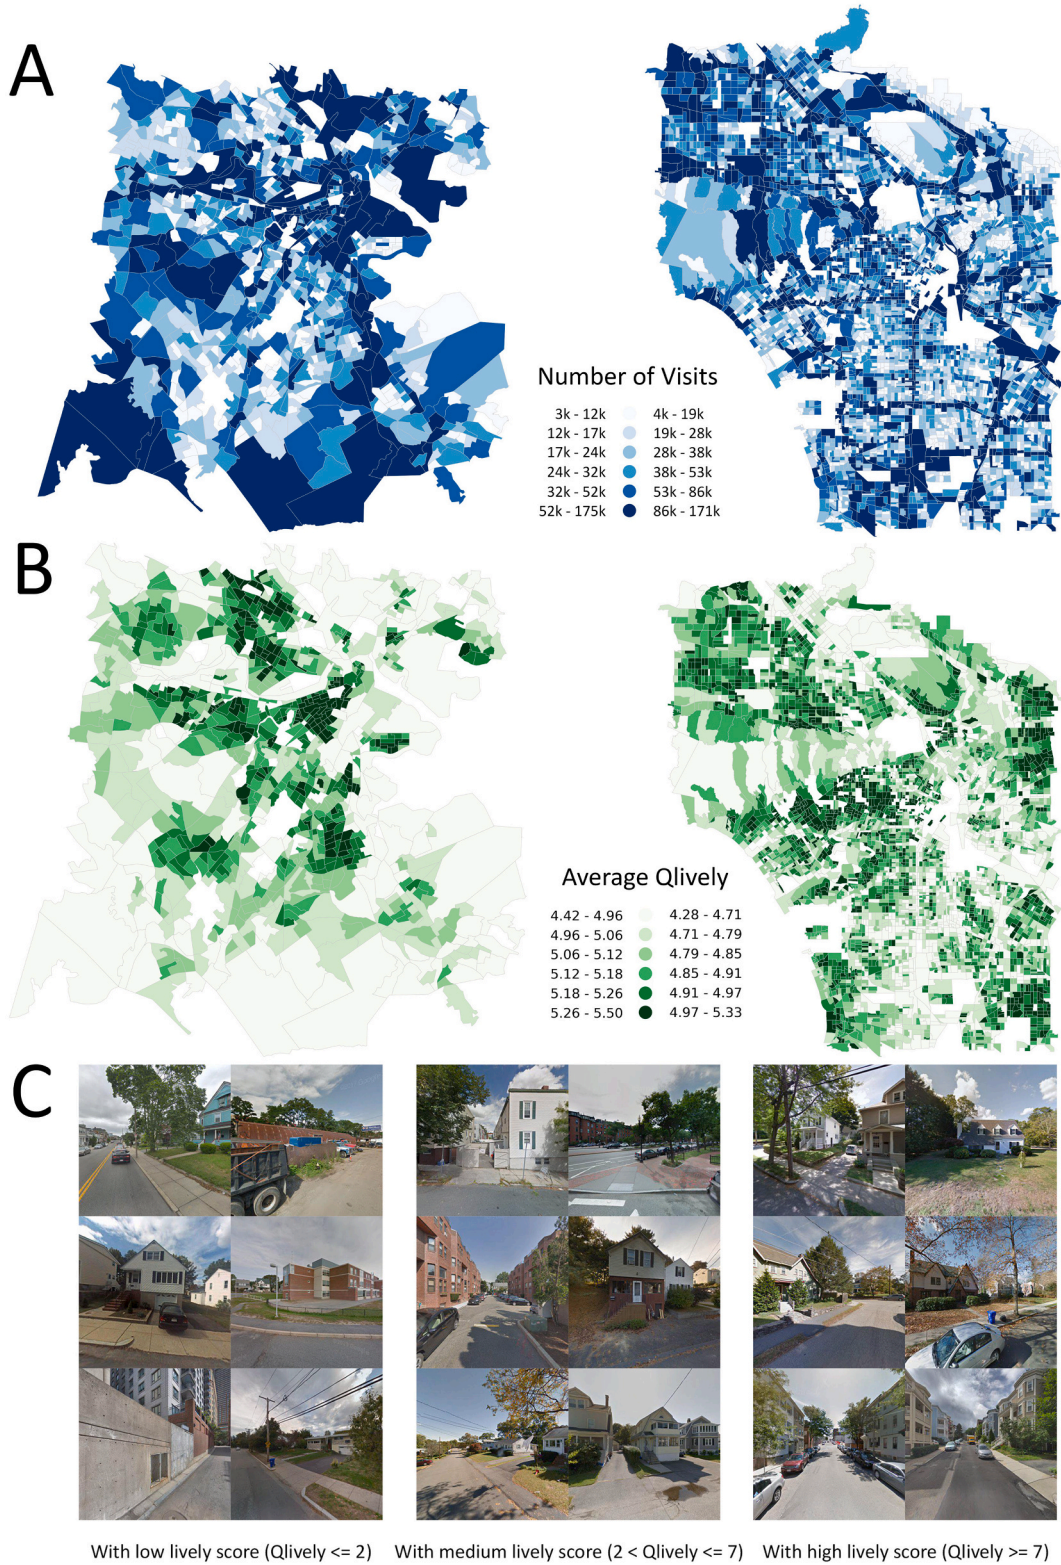 A
Number of Visits
3k - 12k 4k - 19k
12k - 17k 19k - 28k
17k - 24k 28k - 38k
24k - 32k 38k - 53k
32k - 52k 53k - 86k
52k - 175k 86k - 171k
B
Average Qlively
4.42 - 4.96 4.28 - 4.71
4.96 - 5.06 4.71 - 4.79
5.06 - 5.12 4.79 - 4.85
5.12 - 5.18 4.85 - 4.91
5.18 - 5.26 4.91 - 4.97
5.26 - 5.50 4.97 - 5.33
C
With low lively score (Qlively <= 2) With medium lively score (2 < Qlively <= 7) With high lively score (Qlively >= 7)